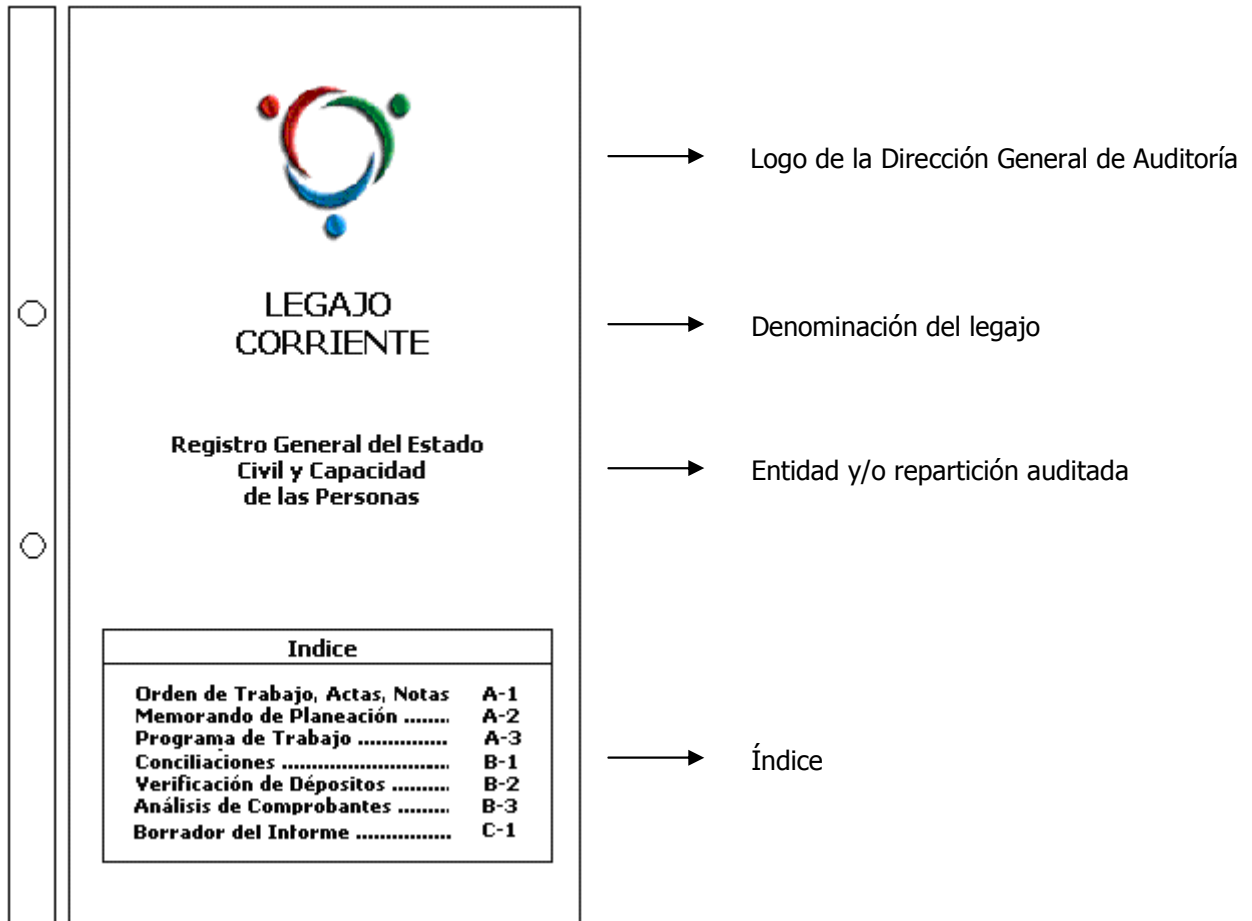 Logo de la Dirección General de Auditoría
LEGAJO
CORRIENTE
Denominación del legajo
Registro General del Estado
Civil y Capacidad
de las Personas
Entidad y/o repartición auditada
Indice
Orden de Trabajo, Actas, Notas A-1
Memorando de Planeación ........ A-2
Programa de Trabajo ............... A-3
Conciliaciones ............................ B-1
Verificación de Dépositos .......... B-2
Análisis de Comprobantes ......... B-3
Borrador del Informe ................ C-1
Índice